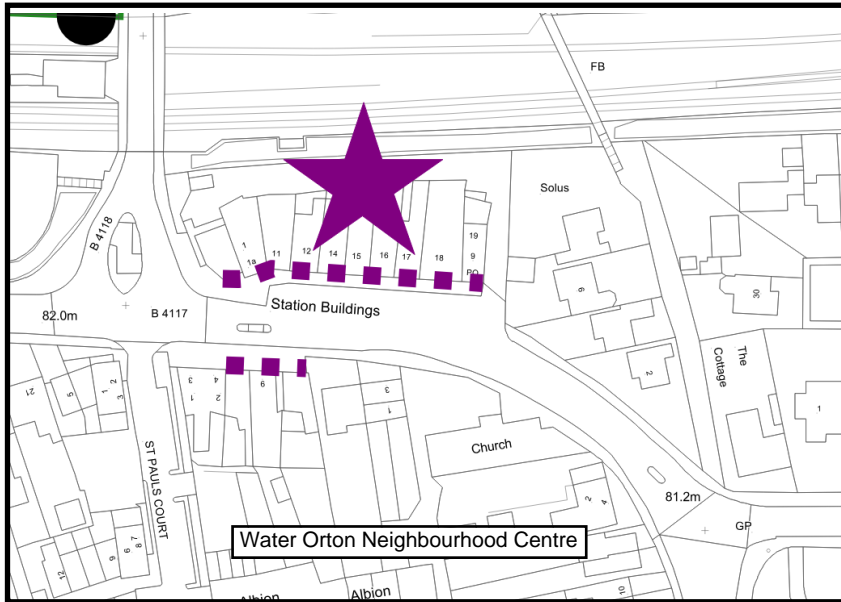 FB
Solus
B 4118
1
1a
11
12
14
15
16
17
18
19
9
PO
Station Buildings
82.0m
B 4117
9
2
30
The
Cottage
1
21
5
1
2
3
3
4
1
2
6
3
1
Church
ST PAULS COURT
2
4
81.2m
GP
Water Orton Neighbourhood Centre
12
9
6
8
7
10
Albion
Albion